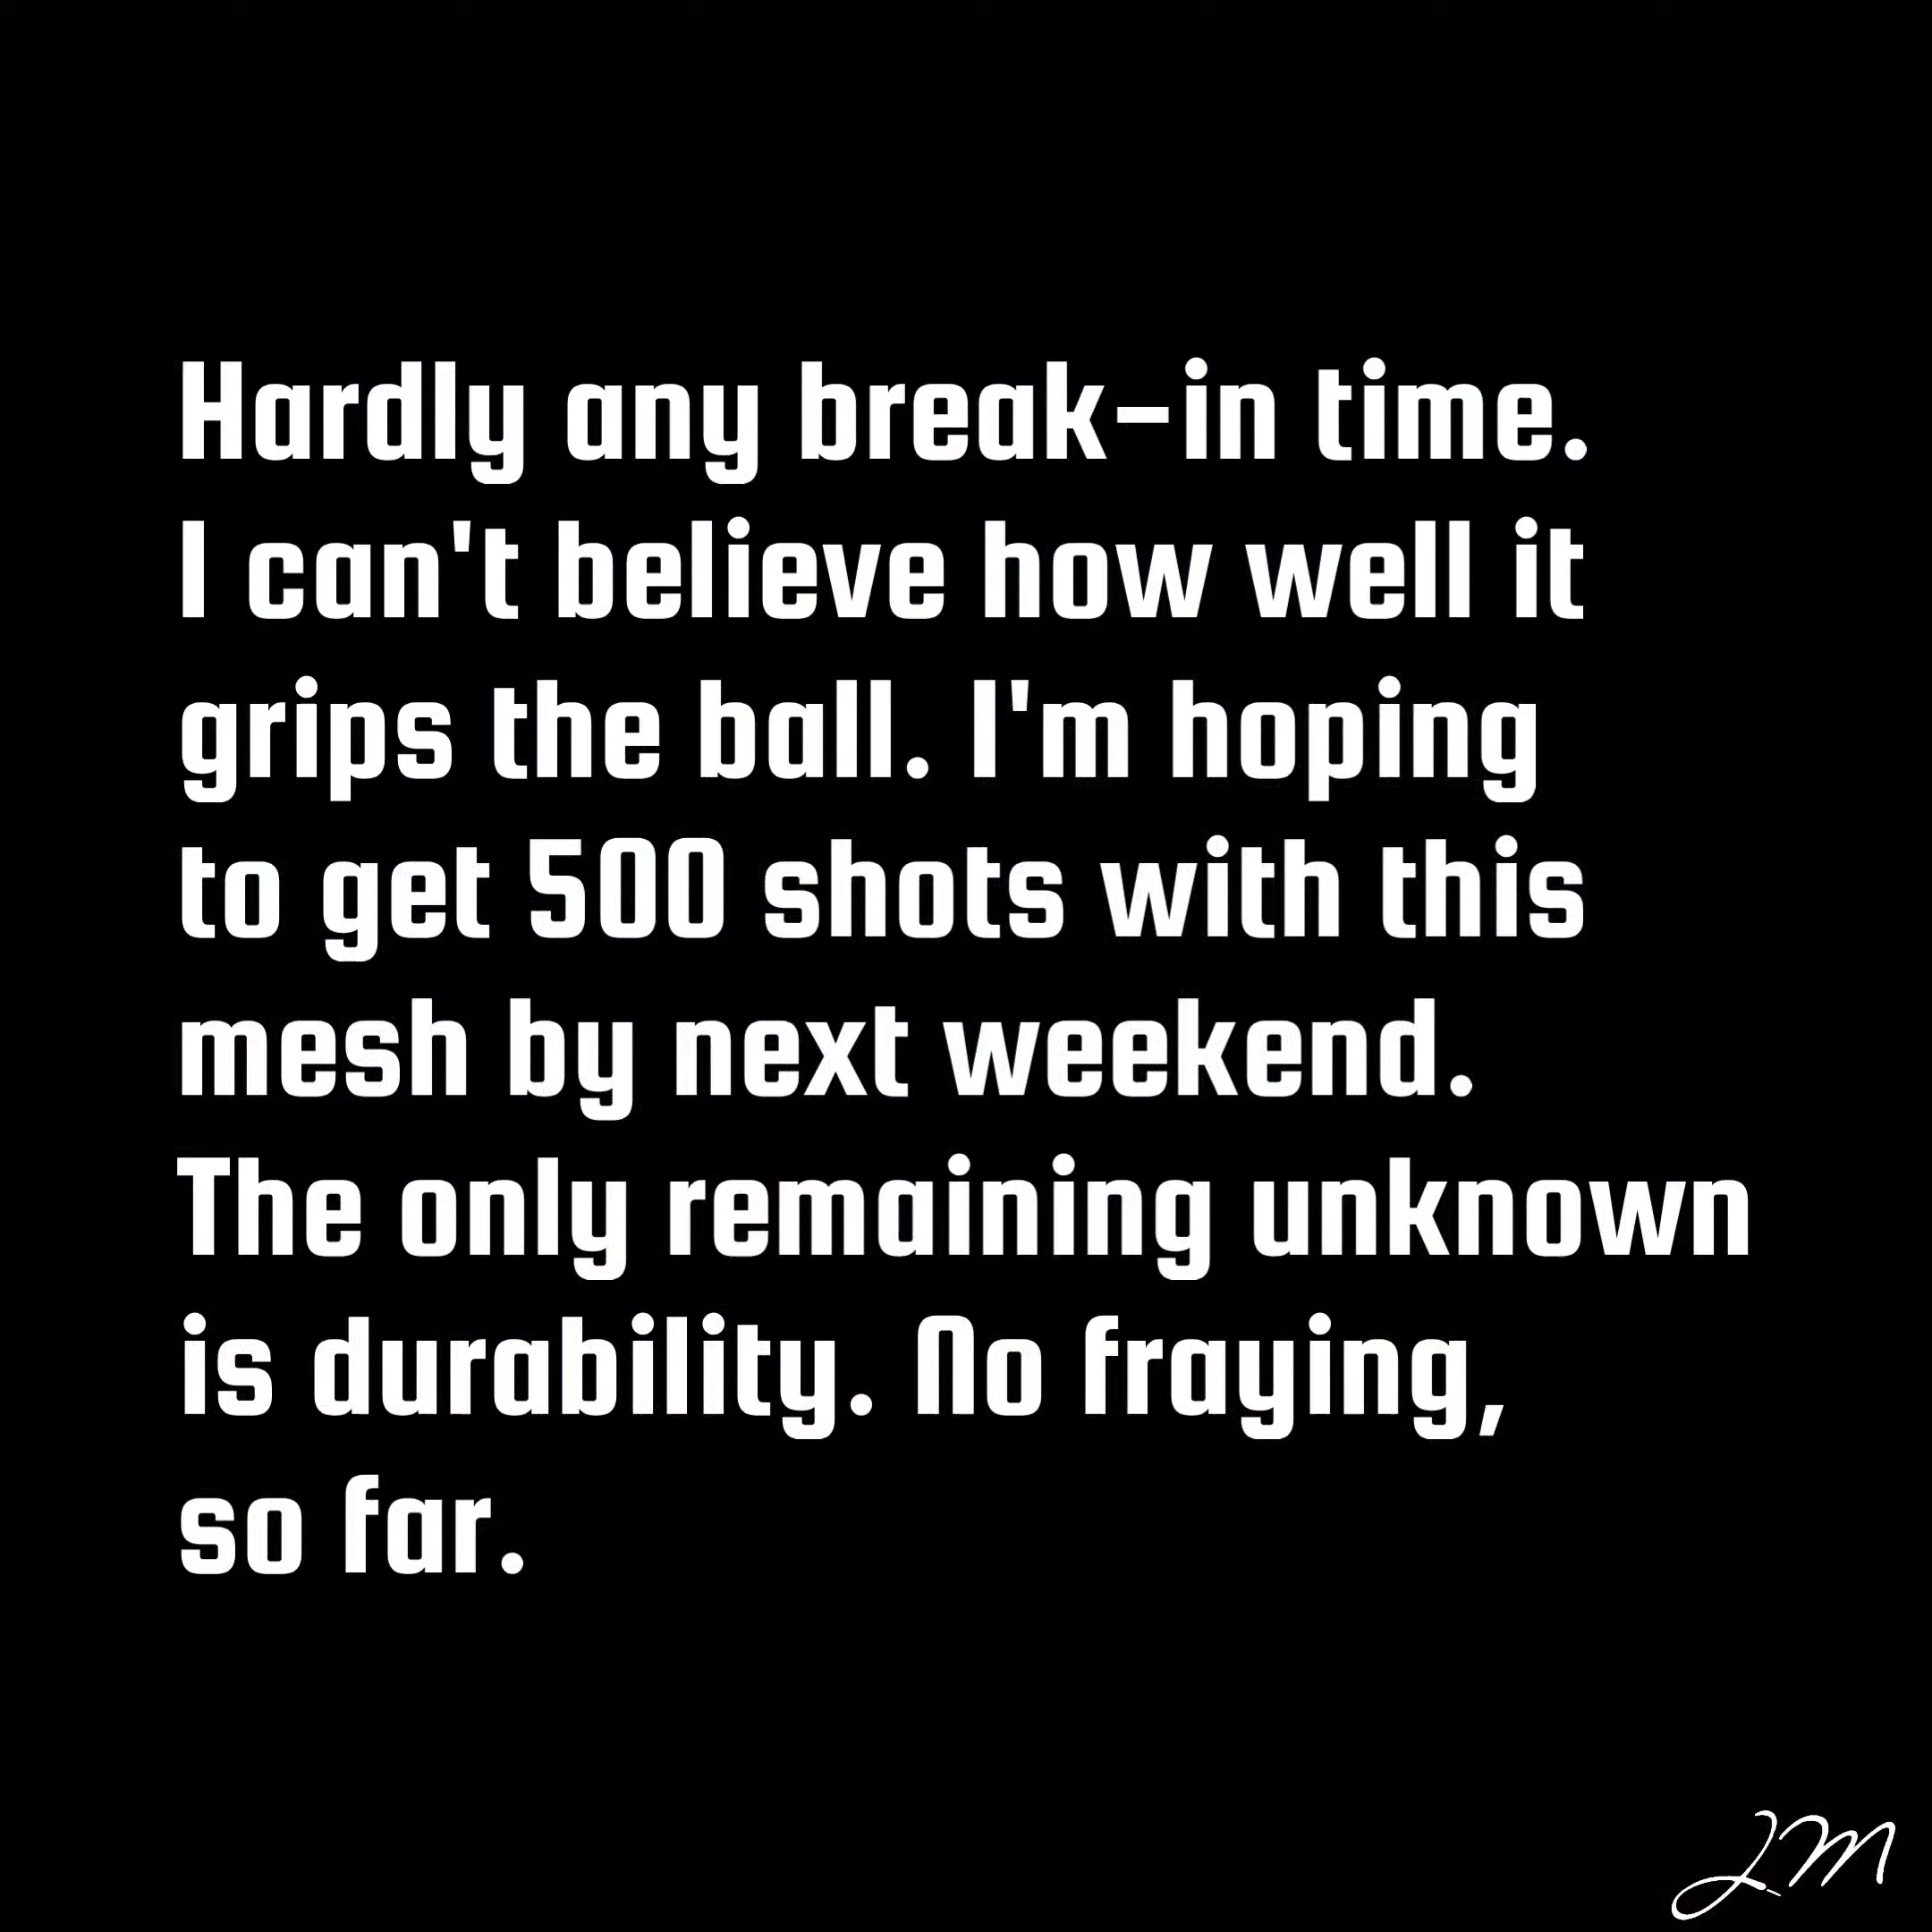 Hardly any break-in time.
I can't believe how well it
grips the ball. I'm hoping
to get 500 shots with this
mesh by next weekend.
The only remaining unknown
is durability. No fraying,
so far.
LM